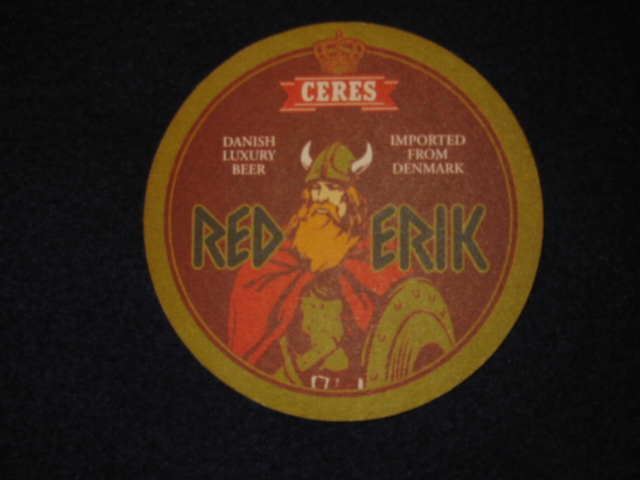 CERES
DANISH
LUXURY
BEER
IMPORTED
FROM
DENMARK
RED ERIK